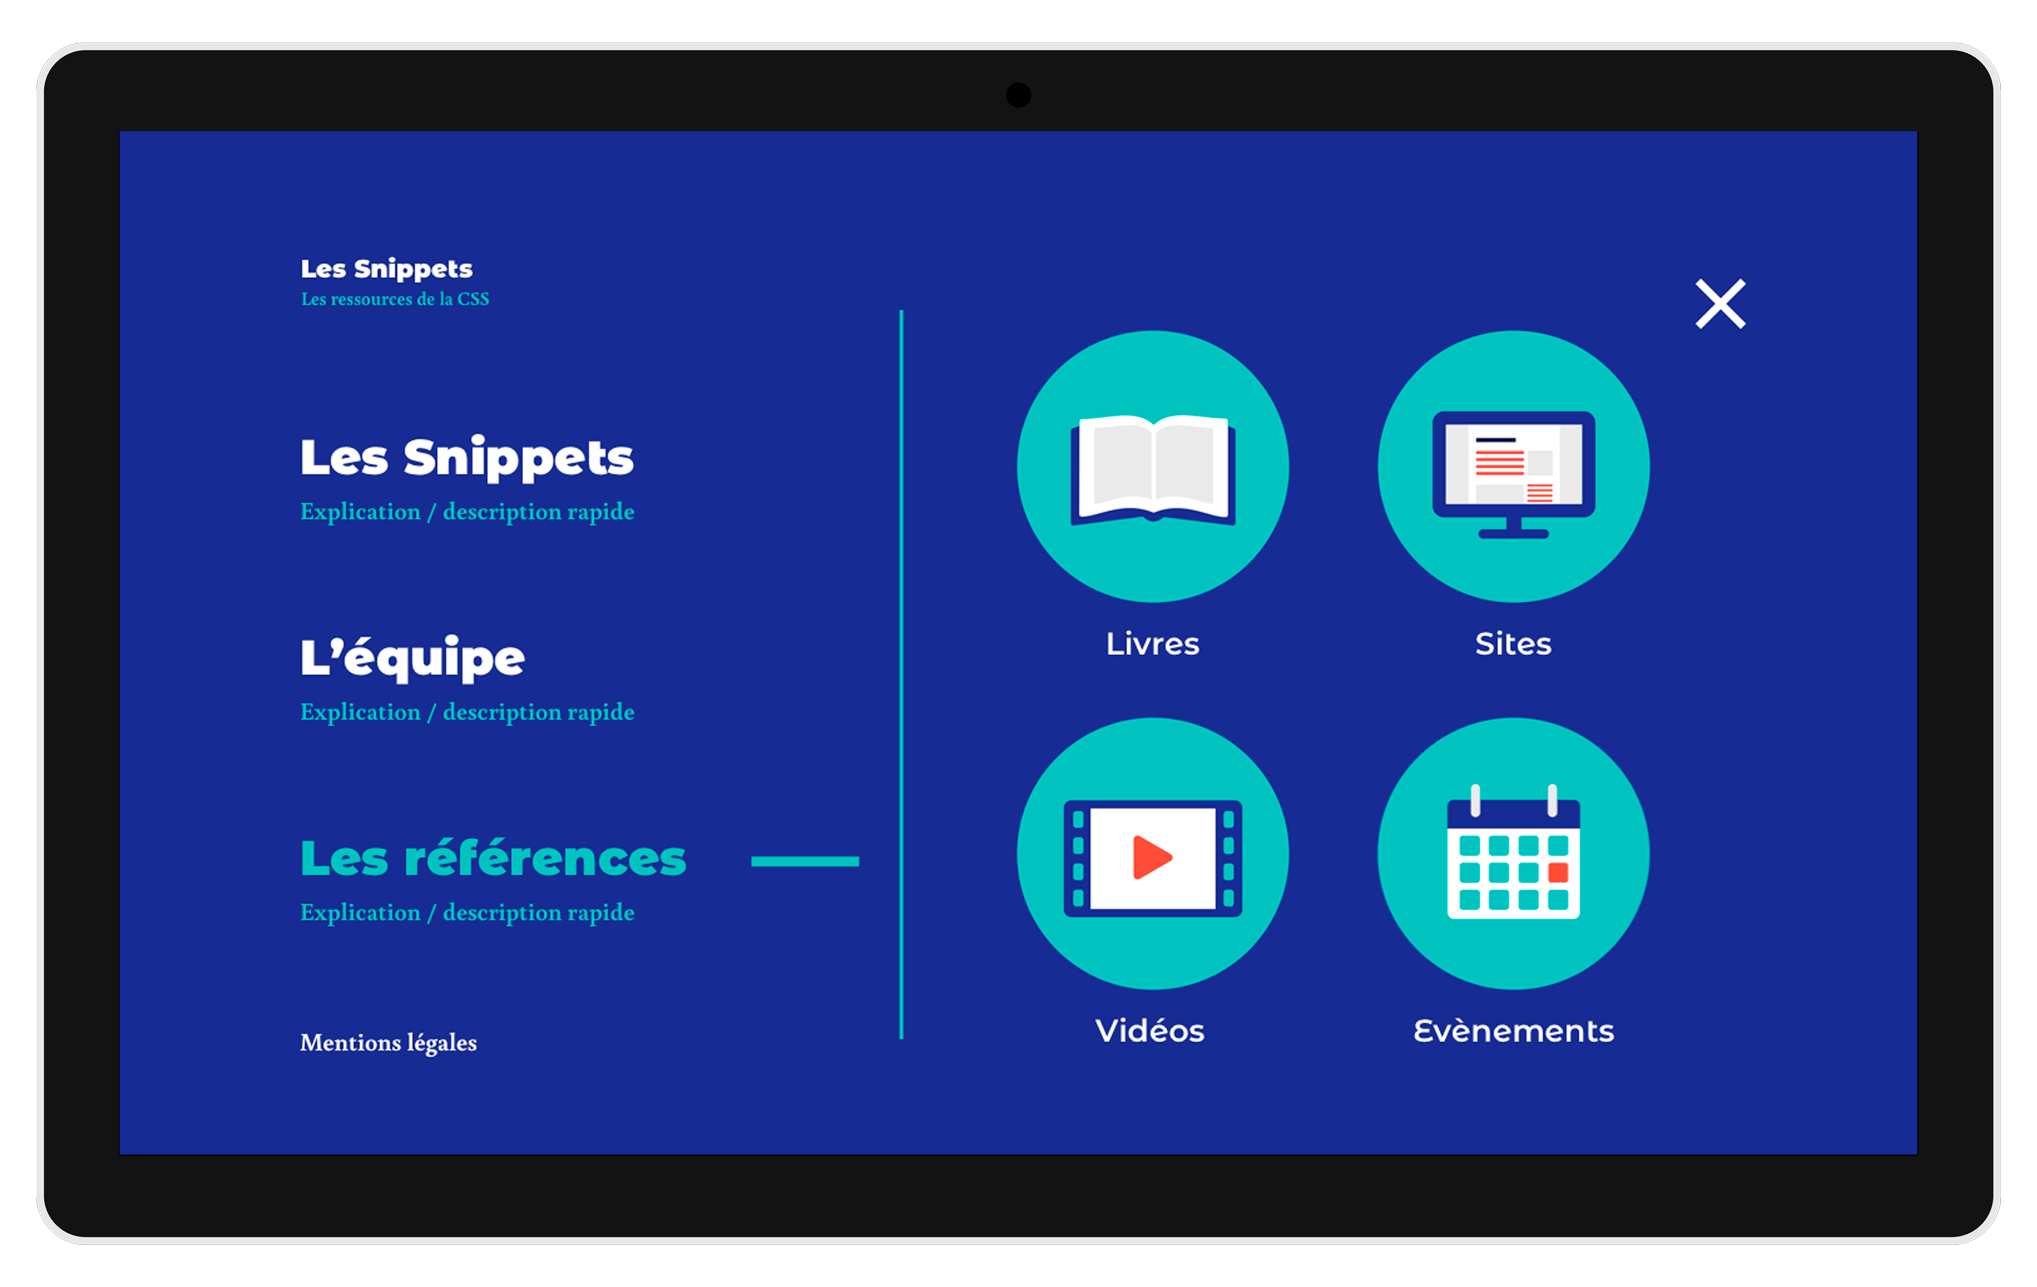 Les Snippets
Les ressources de la CSS
Les Snippets
Explication / description rapide
L’équipe
Explication / description rapide
Les références
Explication / description rapide
Mentions légales
Livres
Sites
Vidéos
Evènements